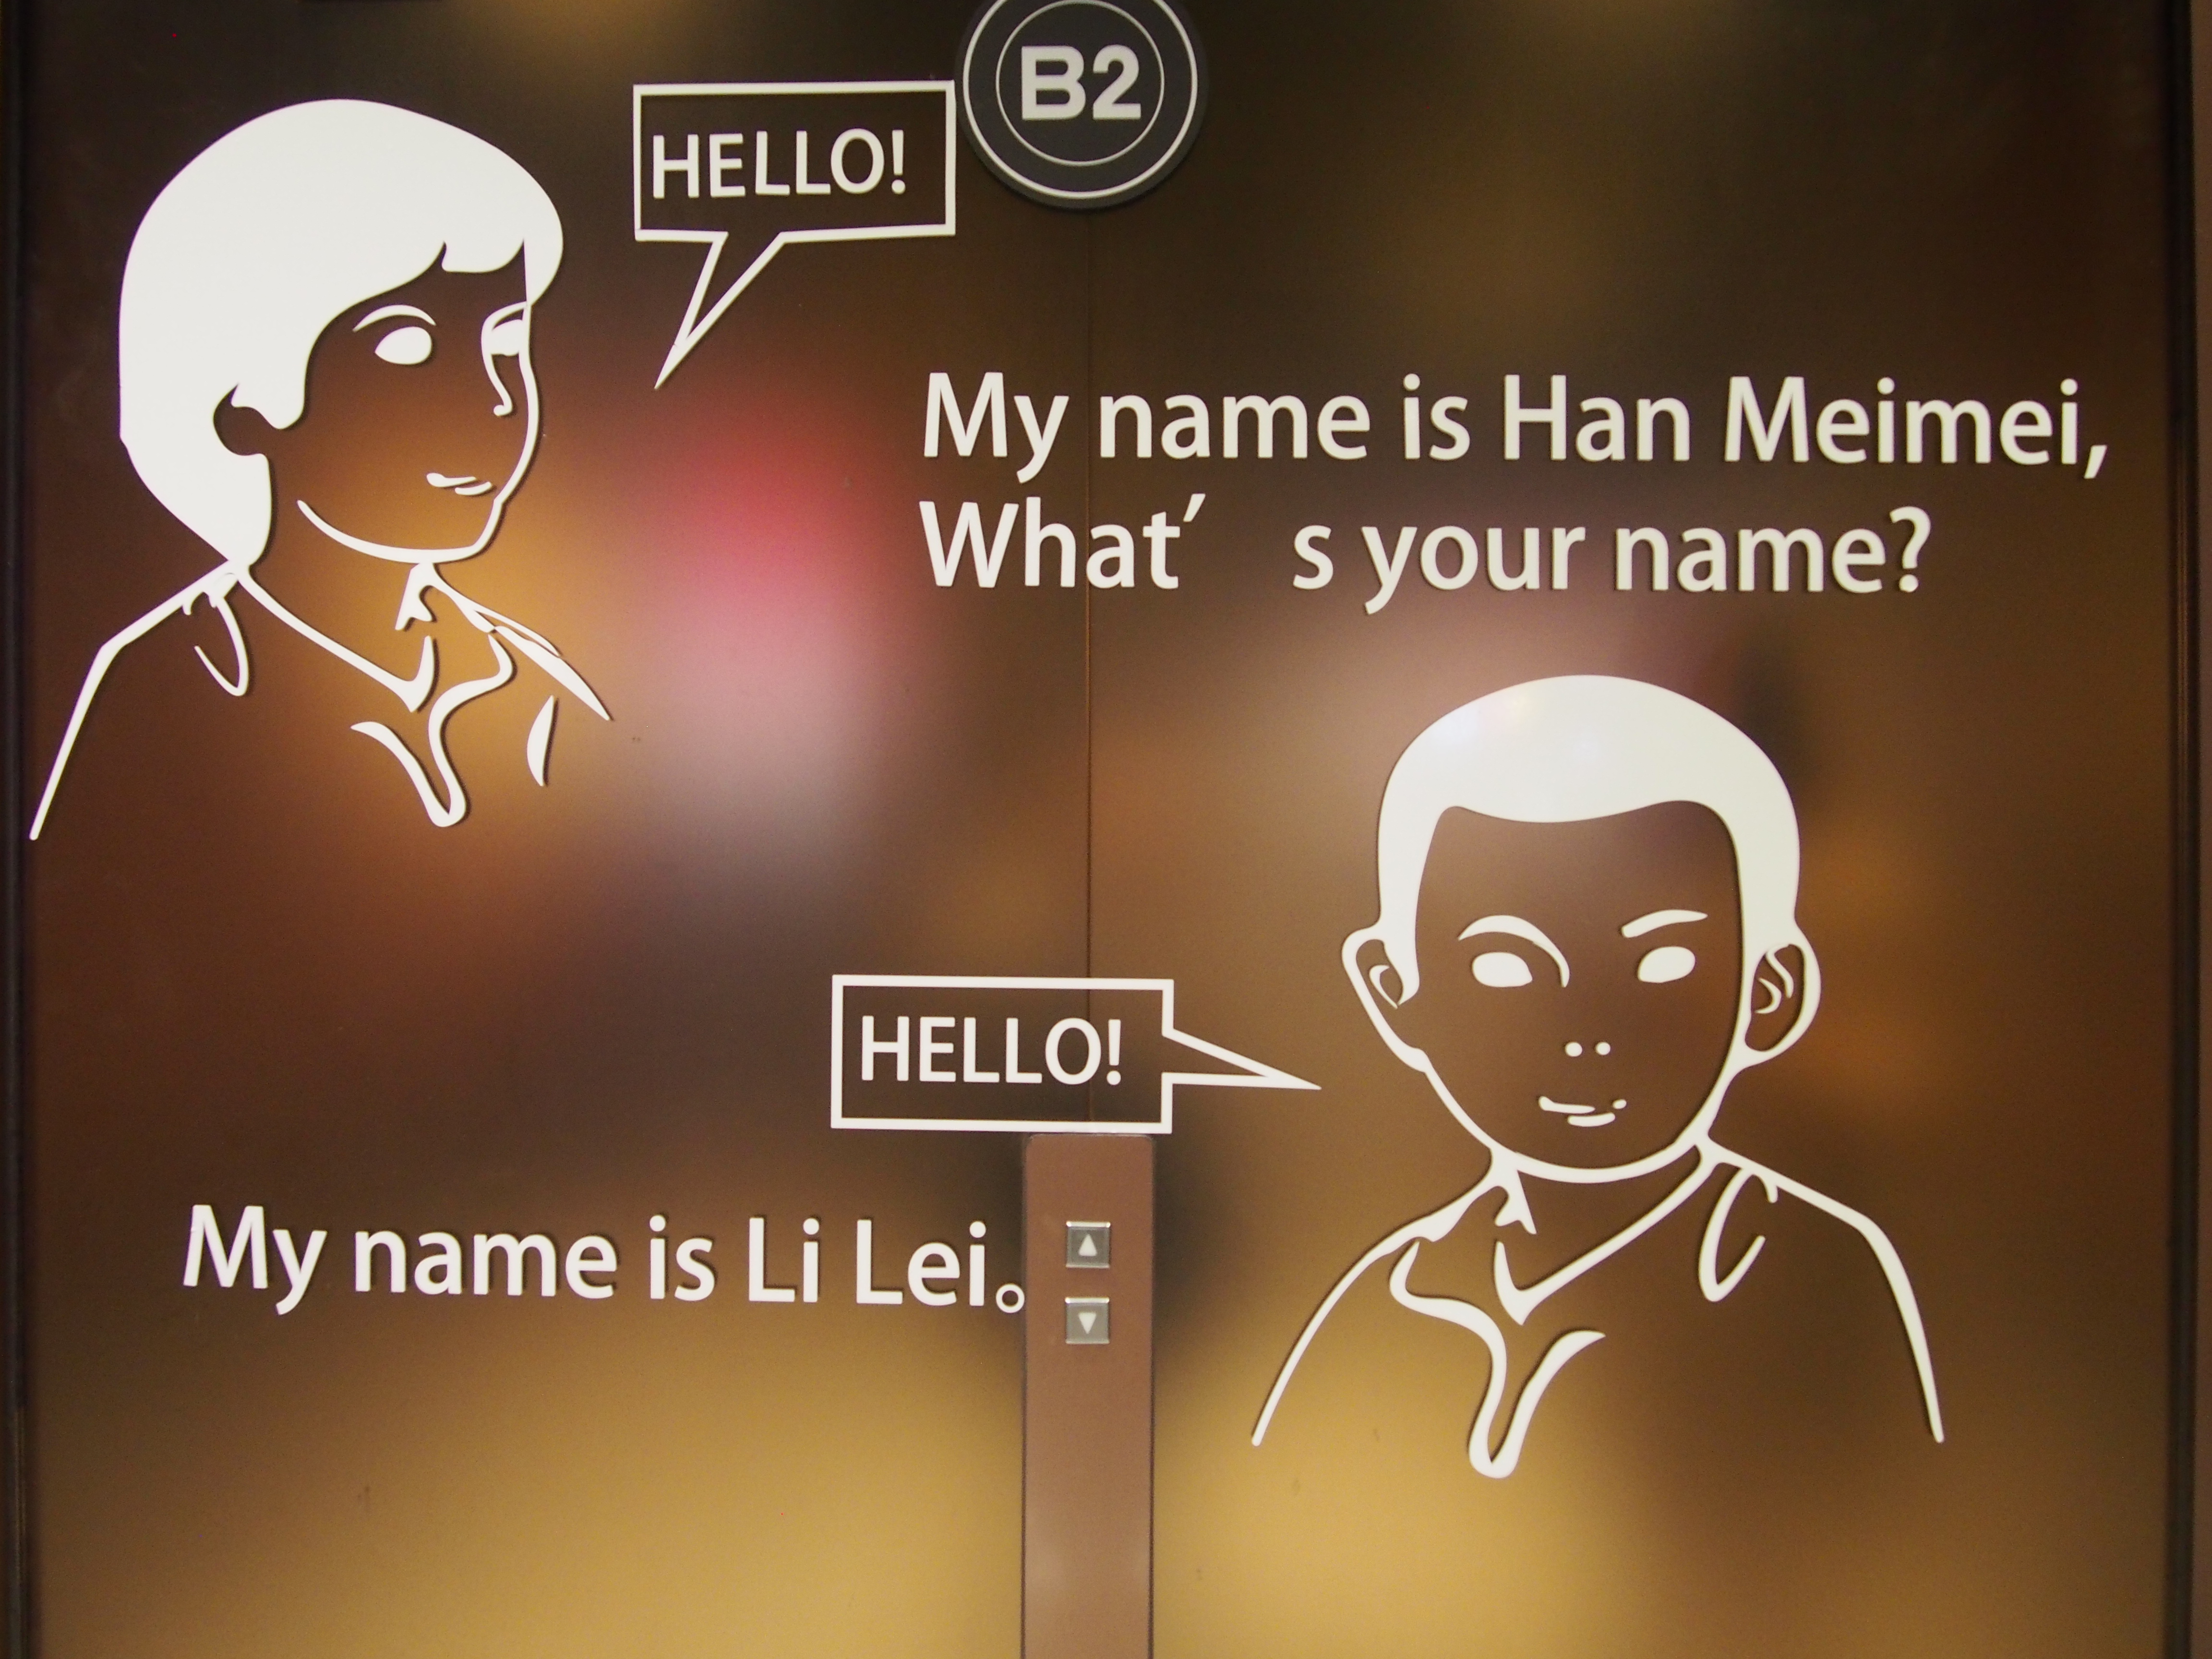 B2
HELLO!
My name is Han Meimei,
What’ s your name?
HELLO!
My name is Li Lei。